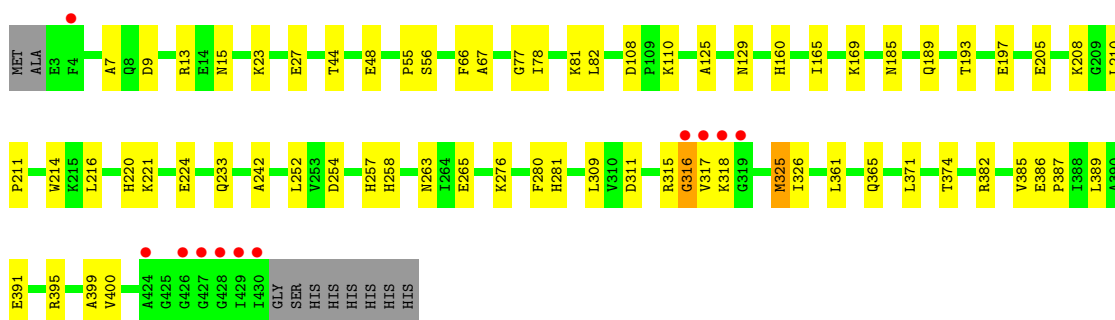 MET ALA E3 F4 A7 Q8 D9 R13 E14 N15 K23 E27 T44 E48 P55 S56 F66 A67 G77 I78 K81 L82 D108 P109 K110 A125 N129 H160 I165 K169 N185 Q189 T193 E197 E205 K208 G209 L210
P211 W214 K215 L216 H220 K221 E224 Q233 A242 L252 V253 D254 H257 H258 N263 I264 E265 K276 F280 H281 L309 V310 D311 R315 G316 V317 K318 G319 M325 I326 L361 Q365 L371 T374 R382 V385 E386 P387 I388 L389 A390
E391 R395 A399 V400 A424 G425 G426 G427 G428 I429 I430 GLY SER HIS HIS HIS HIS HIS HIS